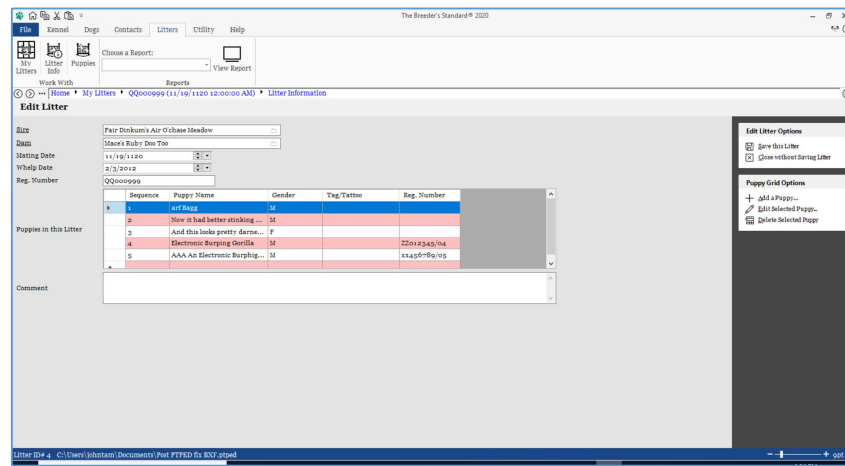 The Breeder's Standard® 2020
File Kennel Dogs Contacts Litters Utility Help
My Litters
Litter Info
Puppies
Choose a Report:
View Report
Work With
Reports
Home ‣ My Litters ‣ QQ000999 (11/19/1120 12:00:00 AM) ‣ Litter Information
Edit Litter
Sire Fair Dinkum's Air O'chase Meadow
Dam Mace's Ruby Doo Too
Mating Date 11/19/1120
Whelp Date 2/3/2012
Reg. Number QQ000999
Sequence Puppy Name Gender Tag/Tattoo Reg. Number
1 arf Bagg M
2 Now it had better stinking ... M
Puppies in this Litter
3 And this looks pretty darne... F
4 Electronic Burping Gorilla M ZZ012345/04
5 AAA An Electronic Burphig... M xx456789/05
Comment
Edit Litter Options
Save this Litter
Close without Saving Litter
Puppy Grid Options
Add a Puppy...
Edit Selected Puppy...
Delete Selected Puppy
Litter ID# 4 C:\Users\johntam\Documents\Post PTPED fix BXF.ptped
9pt